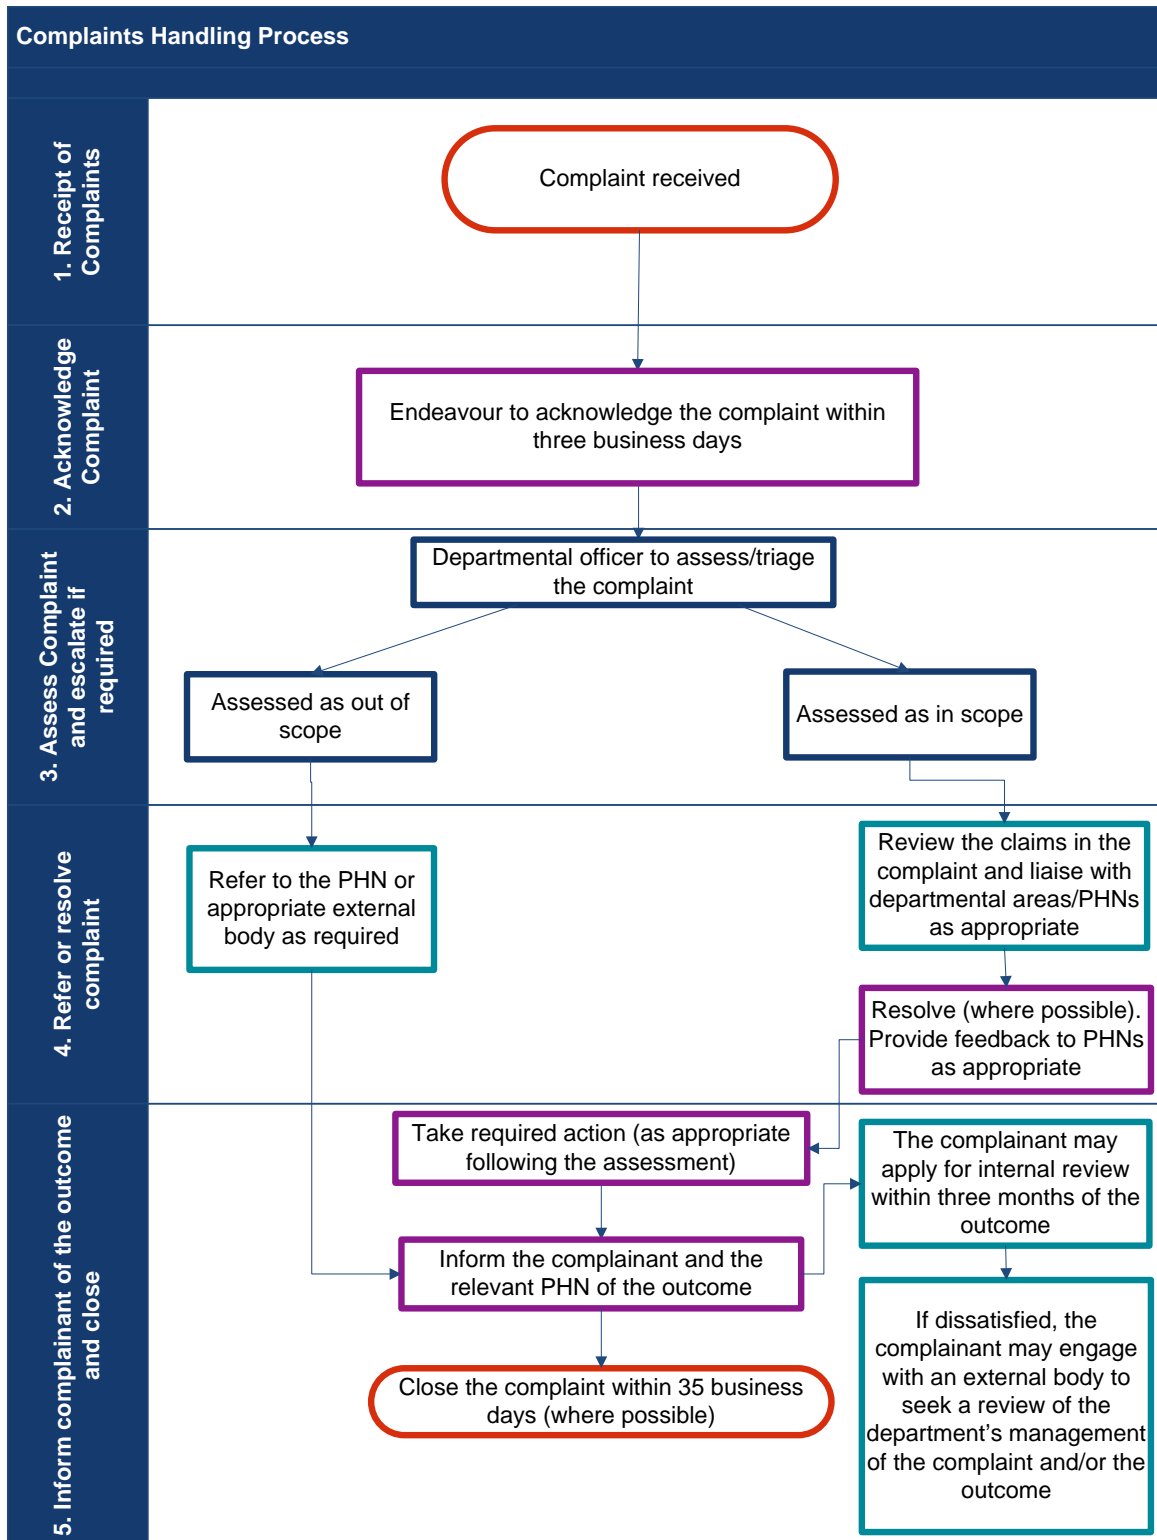 Complaints Handling Process
1. Receipt of
Complaints
Complaint received
2. Acknowledge
Complaint
Endeavour to acknowledge the complaint within
three business days
3. Assess Complaint
and escalate if
required
Departmental officer to assess/triage
the complaint
Assessed as out of
scope
Assessed as in scope
4. Refer or resolve
complaint
Refer to the PHN or
appropriate external
body as required
Review the claims in the
complaint and liaise with
departmental areas/PHNs
as appropriate
Resolve (where possible).
Provide feedback to PHNs
as appropriate
5. Inform complainant of the outcome
and close
Take required action (as appropriate
following the assessment)
The complainant may
apply for internal review
within three months of the
outcome
Inform the complainant and the
relevant PHN of the outcome
Close the complaint within 35 business
days (where possible)
If dissatisfied, the
complainant may engage
with an external body to
seek a review of the
department’s management
of the complaint and/or the
outcome